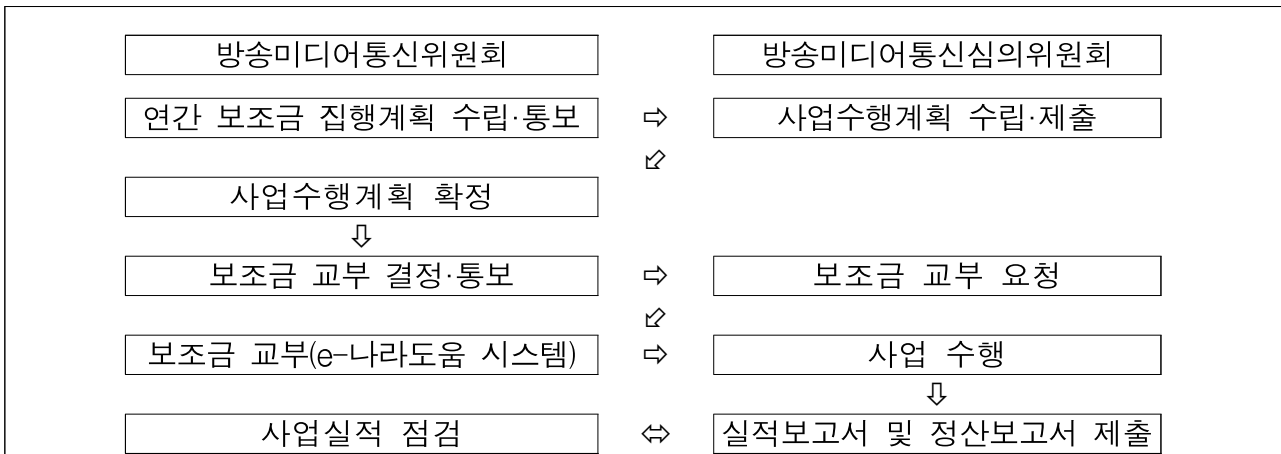 방송미디어통신위원회 방송미디어통신심의위원회
연간 보조금 집행계획 수립·통보 ⇨ 사업수행계획 수립·제출
⬃
사업수행계획 확정
⇩
보조금 교부 결정·통보 ⇨ 보조금 교부 요청
⬃
보조금 교부(e-나라도움 시스템) ⇨ 사업 수행
⇩
사업실적 점검 ⬄ 실적보고서 및 정산보고서 제출